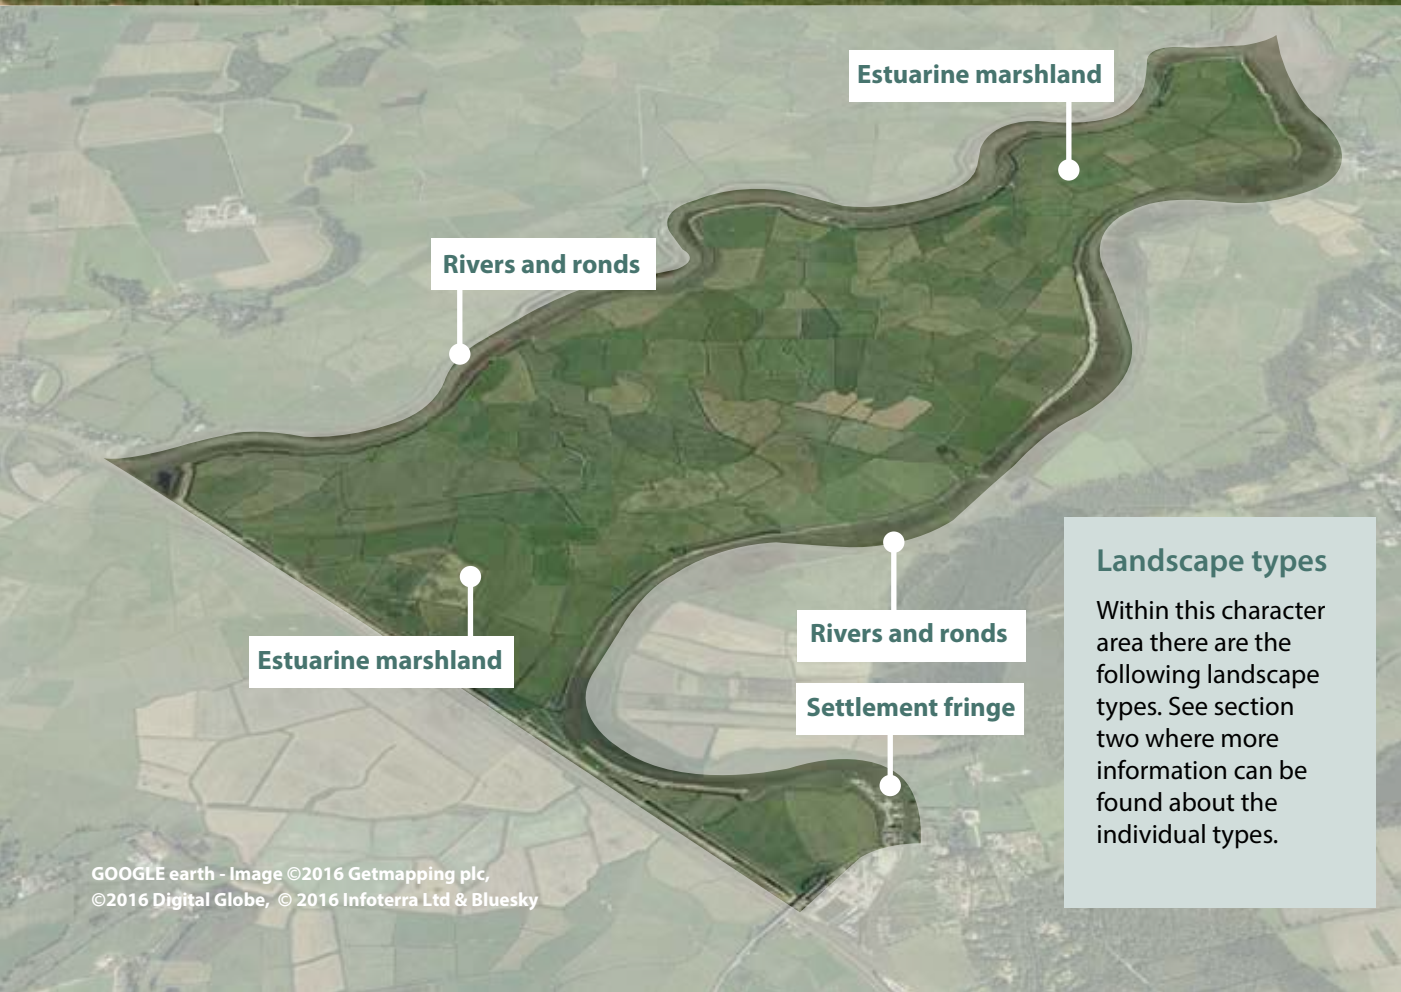 Estuarine marshland
Rivers and ronds
Estuarine marshland
Rivers and ronds
Settlement fringe
Landscape types
Within this character
area there are the
following landscape
types. See section
two where more
information can be
found about the
individual types.
GOOGLE earth - Image ©2016 Getmapping plc,
©2016 Digital Globe,  © 2016 Infoterra Ltd & Bluesky